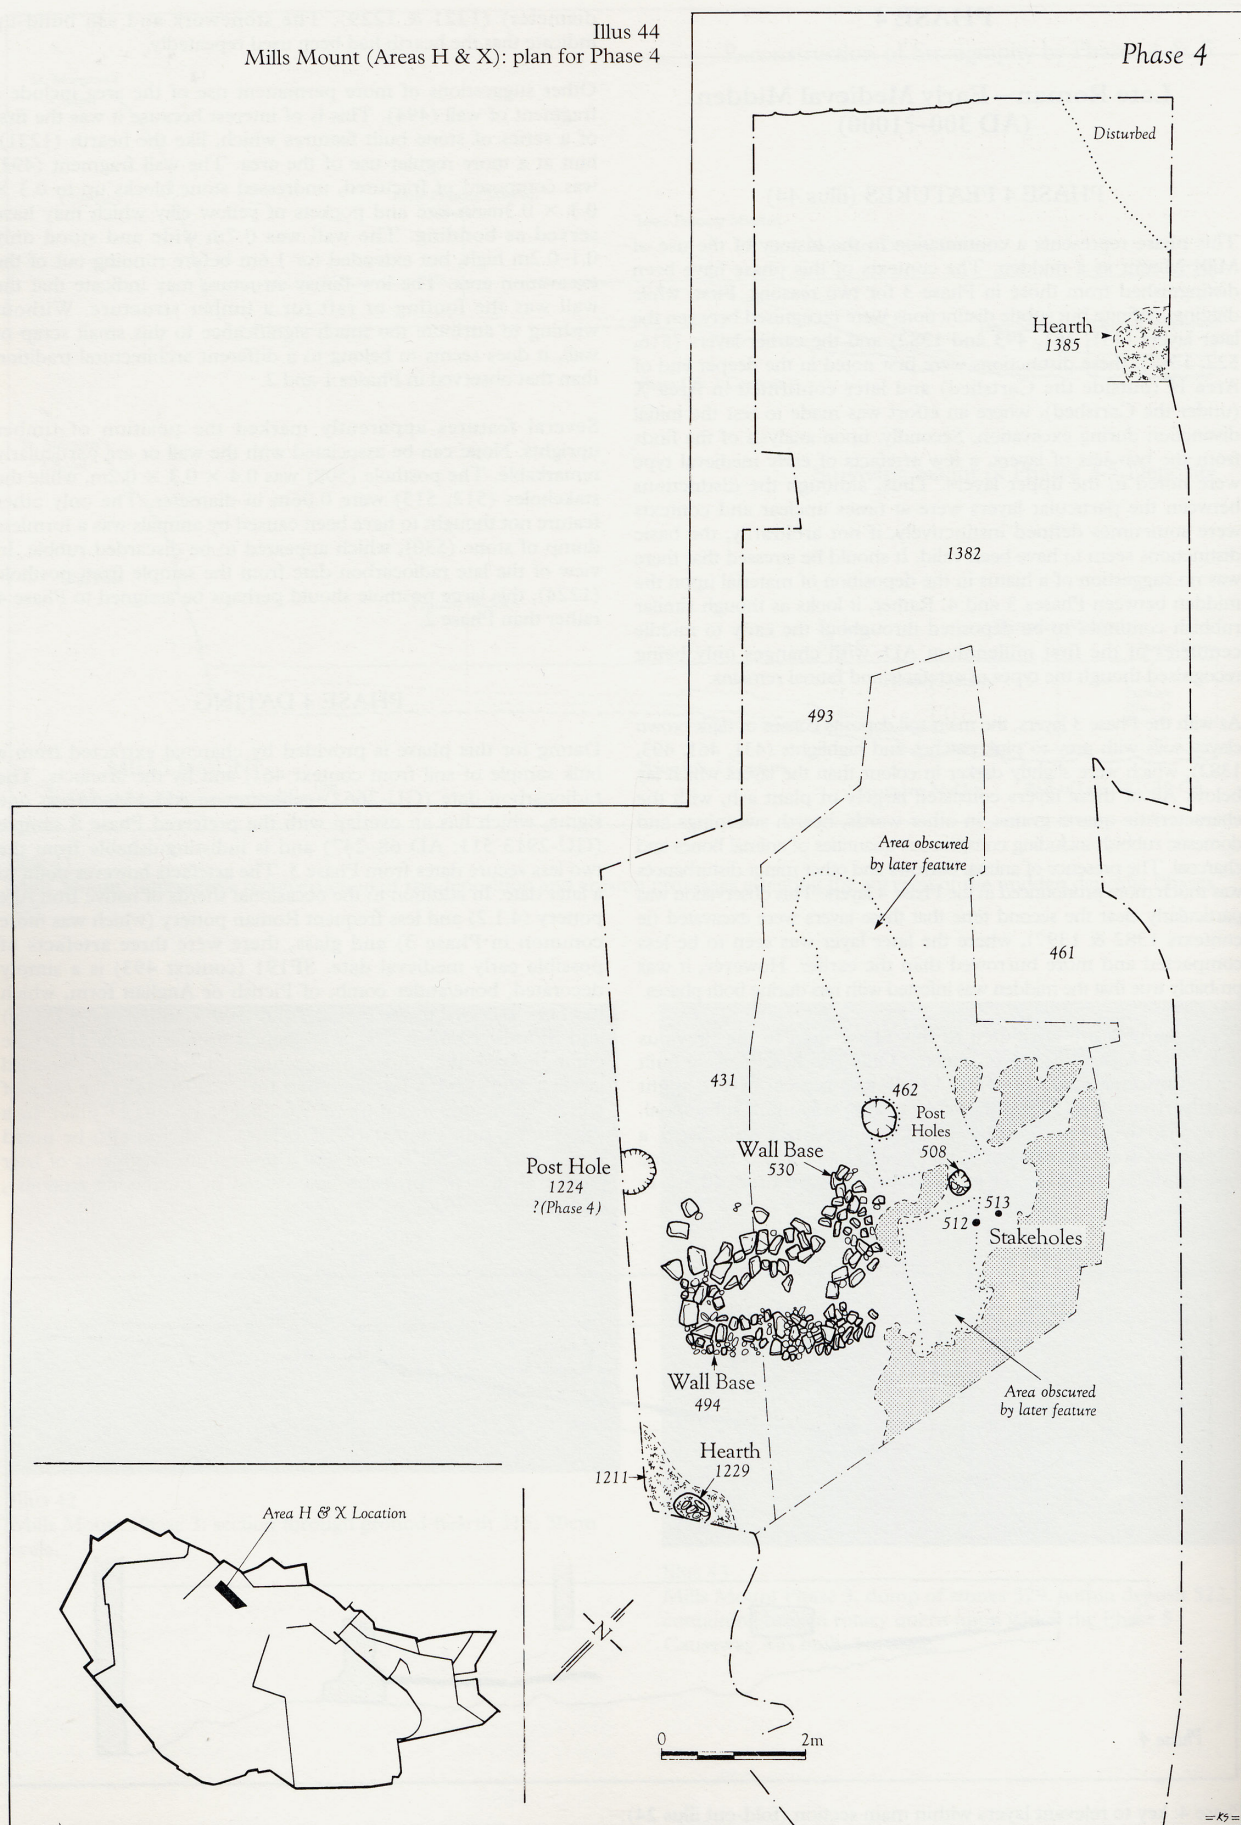 Illus 44
Mills Mount (Areas H & X): plan for Phase 4
Phase 4
Disturbed
Hearth
1385
1382
493
Area obscured
by later feature
461
431
462
Post
Holes
508
Wall Base
530
Post Hole
1224
?(Phase 4)
513
512
Stakeholes
Wall Base
494
Area obscured
by later feature
Hearth
1229
1211
Area H & X Location
N
0 2m
=KS=